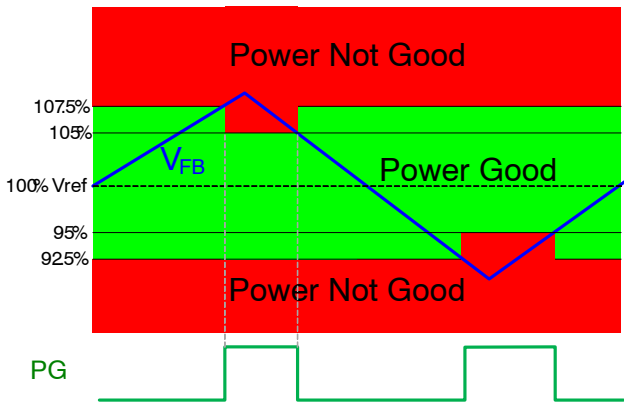 Power Not Good
107.5%
105%
VFB
Power Good
100% Vref
95%
92.5%
Power Not Good
PG